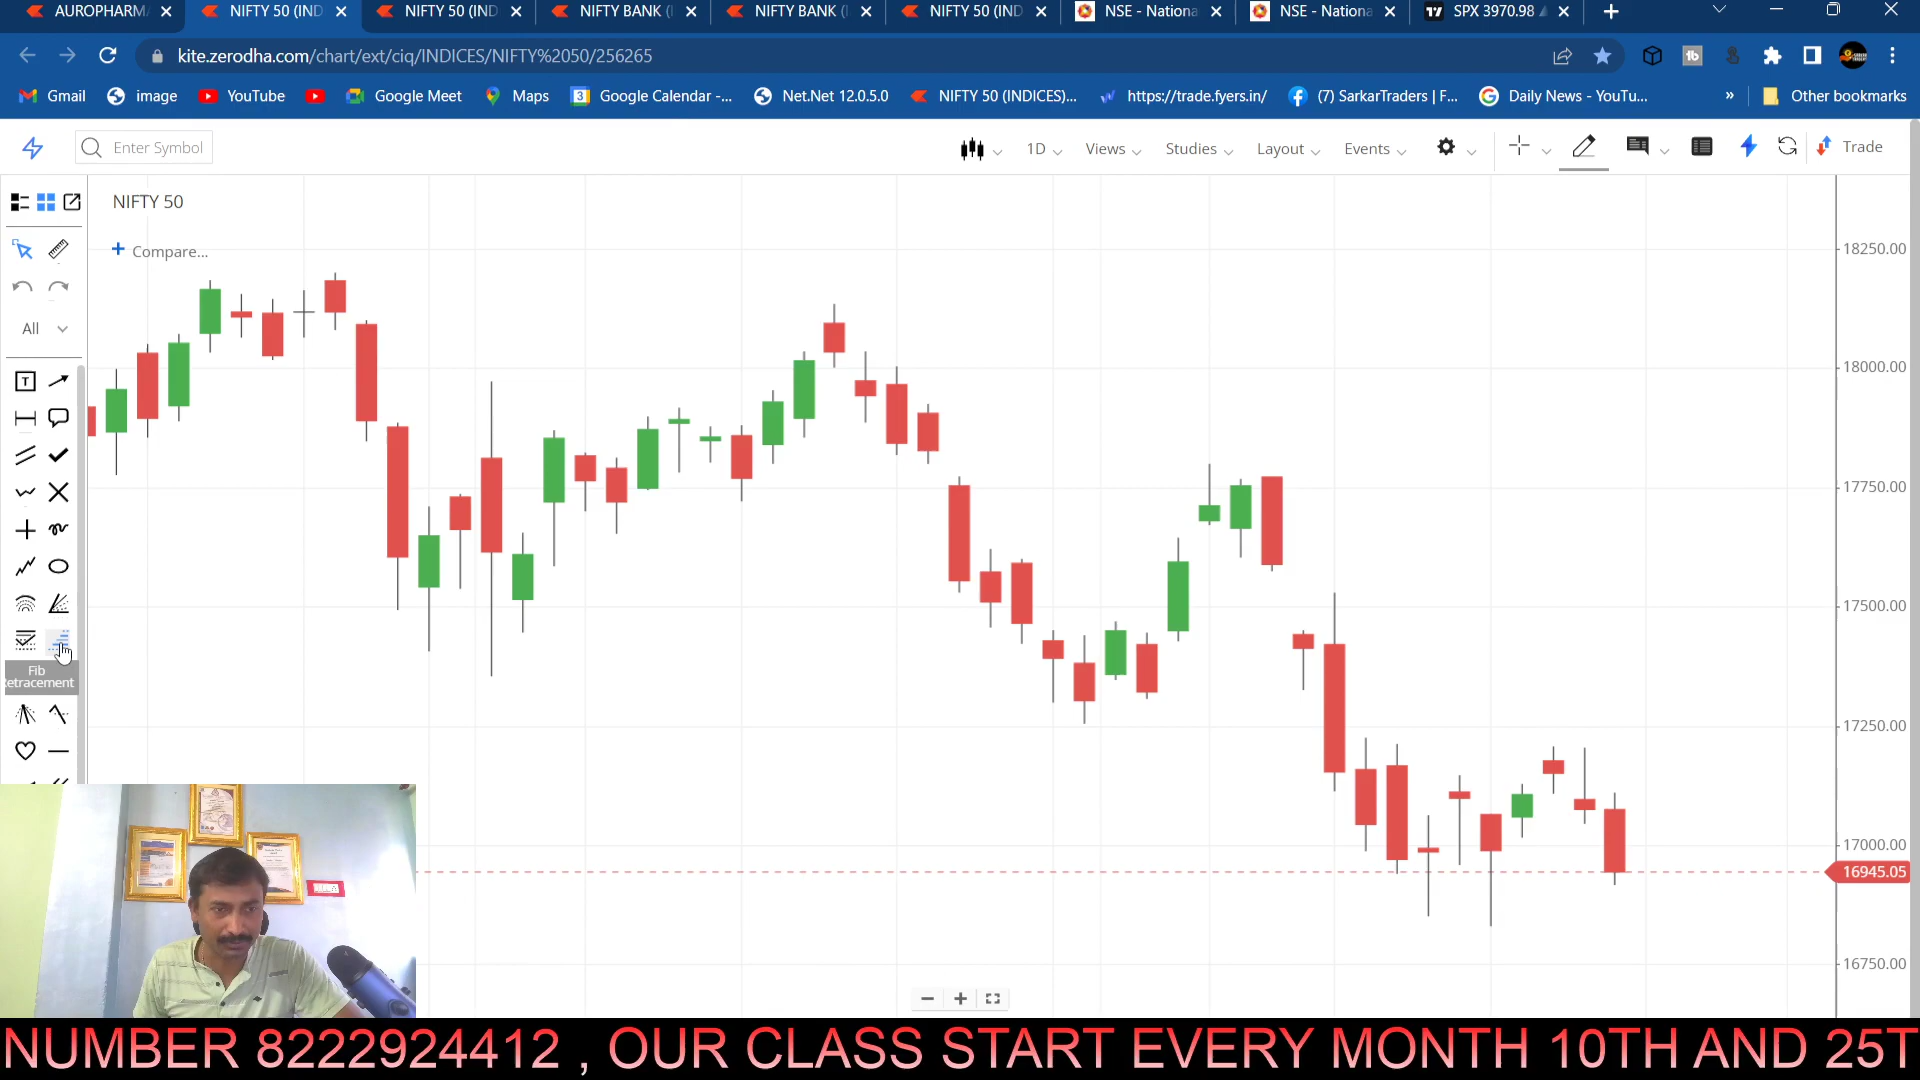 AUROPHARM
NIFTY 50 (IND
NIFTY 50 (IND
NIFTY BANK (
NIFTY BANK (
NIFTY 50 (IND
NSE - Nationa
NSE - Nationa
SPX 3970.98
kite.zerodha.com/chart/ext/ciq/INDICES/NIFTY%2050/256265
Gmail
image
YouTube
Google Meet
Maps
3
Google Calendar -...
Net.Net 12.0.5.0
NIFTY 50 (INDICES)...
https://trade.fyers.in/
(7) SarkarTraders | F...
Daily News - YouTu...
»
Other bookmarks
Enter Symbol
1D
Views
Studies
Layout
Events
Trade
NIFTY 50
+ Compare...
All
T
Fib
etracement
18250.00
18000.00
17750.00
17500.00
17250.00
17000.00
16945.05
16750.00
NUMBER 8222924412 , OUR CLASS START EVERY MONTH 10TH AND 25T